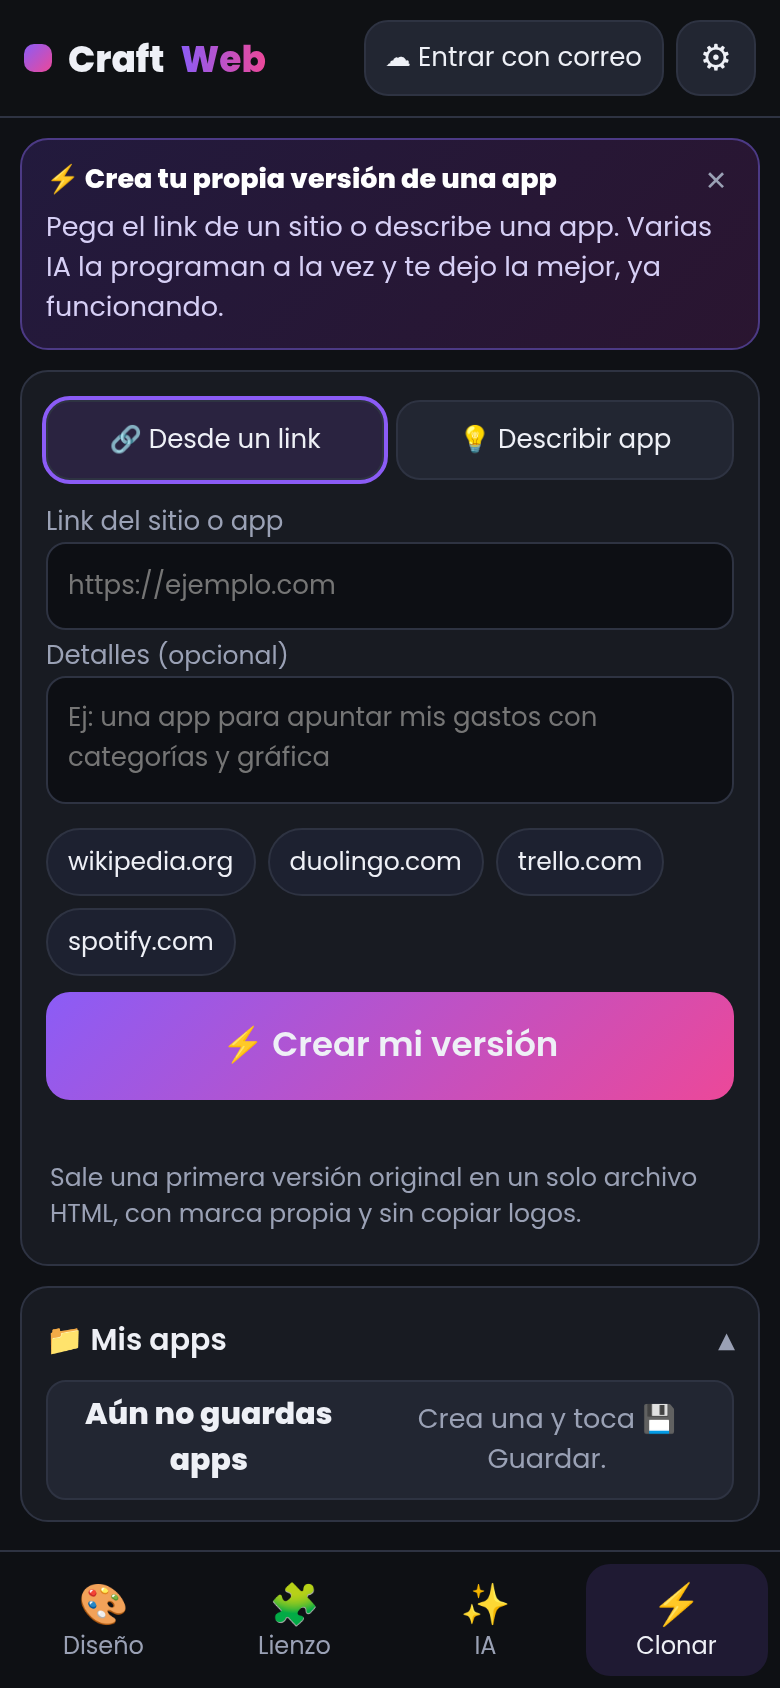 Craft Web
☁ Entrar con correo
⚙
⚡ Crea tu propia versión de una app
✕
Pega el link de un sitio o describe una app. Varias
IA la programan a la vez y te dejo la mejor, ya
funcionando.
🔗 Desde un link
💡 Describir app
Link del sitio o app
https://ejemplo.com
Detalles (opcional)
Ej: una app para apuntar mis gastos con
categorías y gráfica
wikipedia.org
duolingo.com
trello.com
spotify.com
⚡ Crear mi versión
Sale una primera versión original en un solo archivo
HTML, con marca propia y sin copiar logos.
📁 Mis apps
▲
Aún no guardas
apps
Crea una y toca 💾
Guardar.
🎨 Diseño
🧩 Lienzo
✨ IA
⚡ Clonar